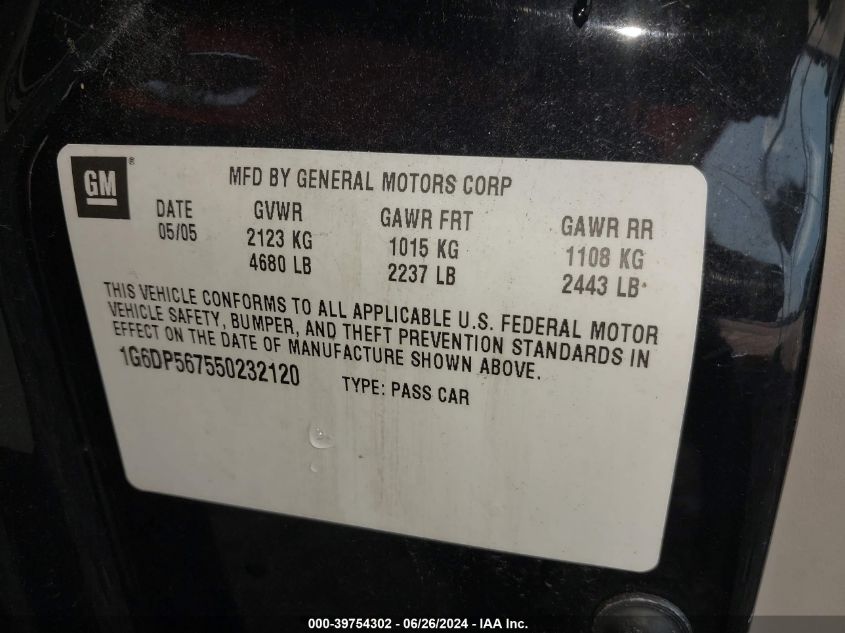 GM®
MFD BY GENERAL MOTORS CORP
DATE GVWR GAWR FRT GAWR RR
05/05 2123 KG 1015 KG 1108 KG
4680 LB 2237 LB 2443 LB
THIS VEHICLE CONFORMS TO ALL APPLICABLE U.S. FEDERAL MOTOR
VEHICLE SAFETY, BUMPER, AND THEFT PREVENTION STANDARDS IN
EFFECT ON THE DATE OF MANUFACTURE SHOWN ABOVE.
1G6DP567550232120 TYPE: PASS CAR
000-39754302 - 06/26/2024 - IAA Inc.